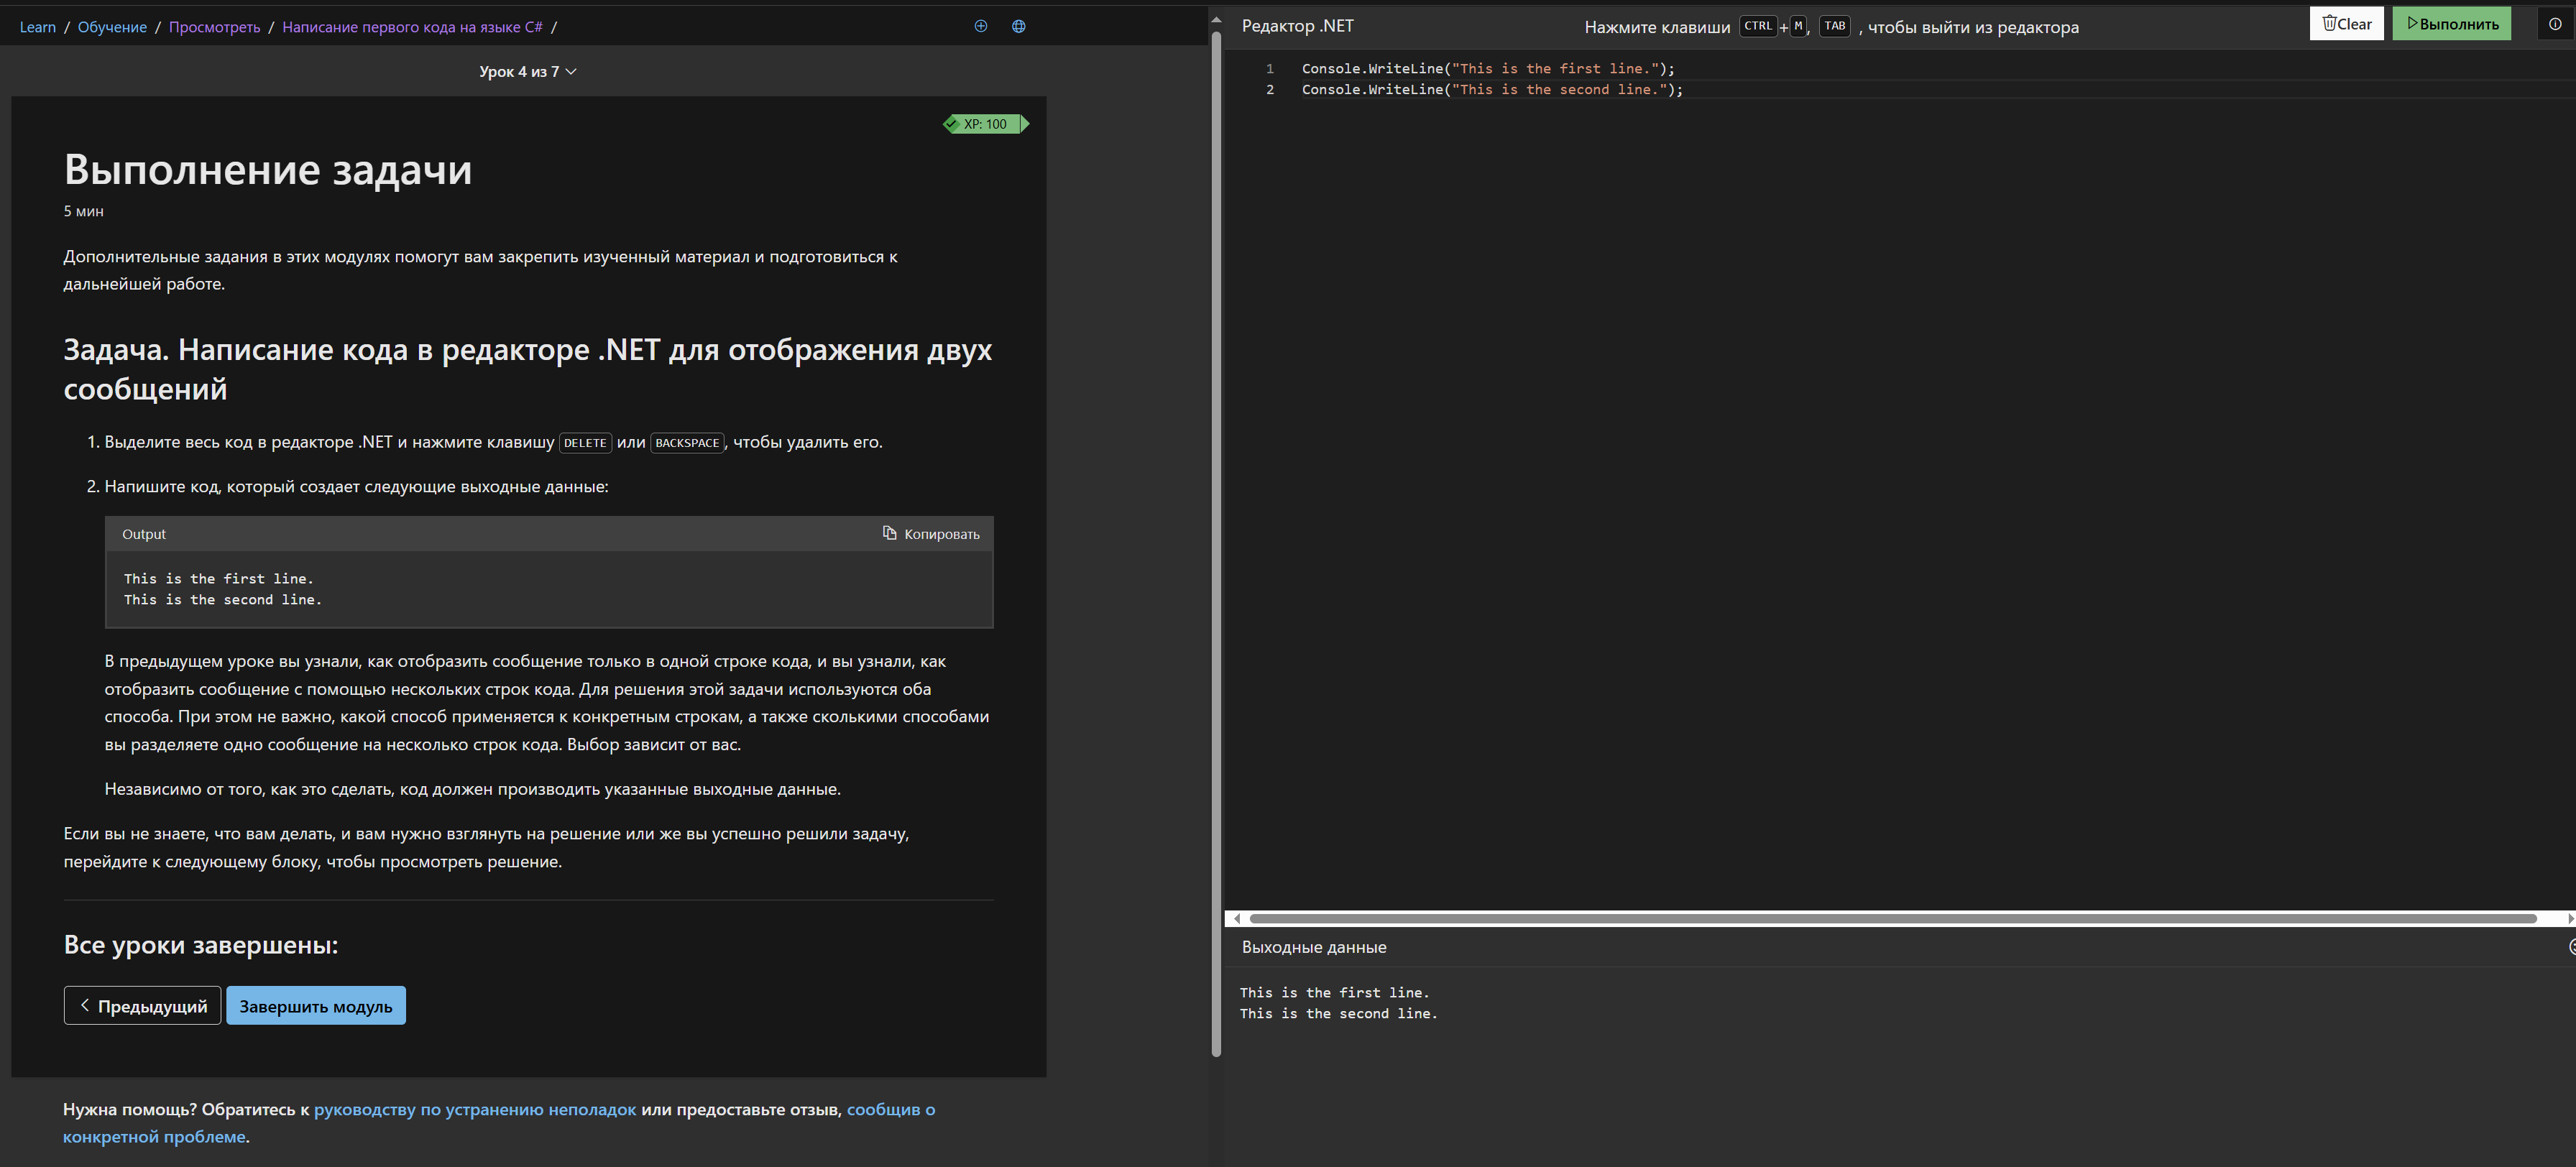 Learn / Обучение / Просмотреть / Написание первого кода на языке C# /
Урок 4 из 7
XP: 100
Выполнение задачи
5 мин
Дополнительные задания в этих модулях помогут вам закрепить изученный материал и подготовиться к
дальнейшей работе.
Задача. Написание кода в редакторе .NET для отображения двух
сообщений
1. Выделите весь код в редакторе .NET и нажмите клавишу DELETE или BACKSPACE, чтобы удалить его.
2. Напишите код, который создает следующие выходные данные:
Output Копировать
This is the first line.
This is the second line.
В предыдущем уроке вы узнали, как отобразить сообщение только в одной строке кода, и вы узнали, как
отобразить сообщение с помощью нескольких строк кода. Для решения этой задачи используются оба
способа. При этом не важно, какой способ применяется к конкретным строкам, а также сколькими способами
вы разделяете одно сообщение на несколько строк кода. Выбор зависит от вас.
Независимо от того, как это сделать, код должен производить указанные выходные данные.
Если вы не знаете, что вам делать, и вам нужно взглянуть на решение или же вы успешно решили задачу,
перейдите к следующему блоку, чтобы просмотреть решение.
Все уроки завершены:
Предыдущий Завершить модуль
Нужна помощь? Обратитесь к руководству по устранению неполадок или предоставьте отзыв, сообщив о
конкретной проблеме.
Редактор .NET Нажмите клавиши CTRL+M, TAB , чтобы выйти из редактора Clear Выполнить
1 Console.WriteLine("This is the first line.");
2 Console.WriteLine("This is the second line.");
Выходные данные
This is the first line.
This is the second line.